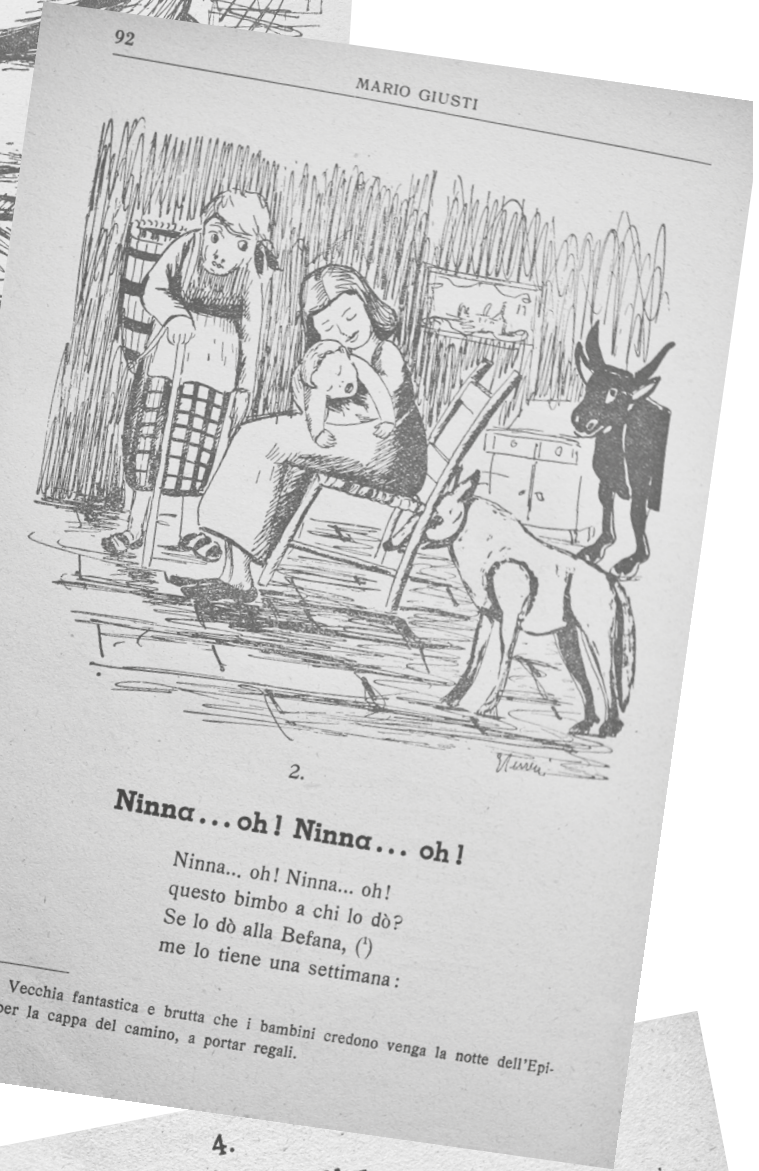 92
MARIO GIUSTI
2.
Ninna... oh! Ninna... oh!
Ninna... oh! Ninna... oh!
questo bimbo a chi lo dò?
Se lo dò alla Befana, (¹)
me lo tiene una settimana:
Vecchia fantastica e brutta che i bambini credono venga la notte dell'Epi-
per la cappa del camino, a portar regali.
4.